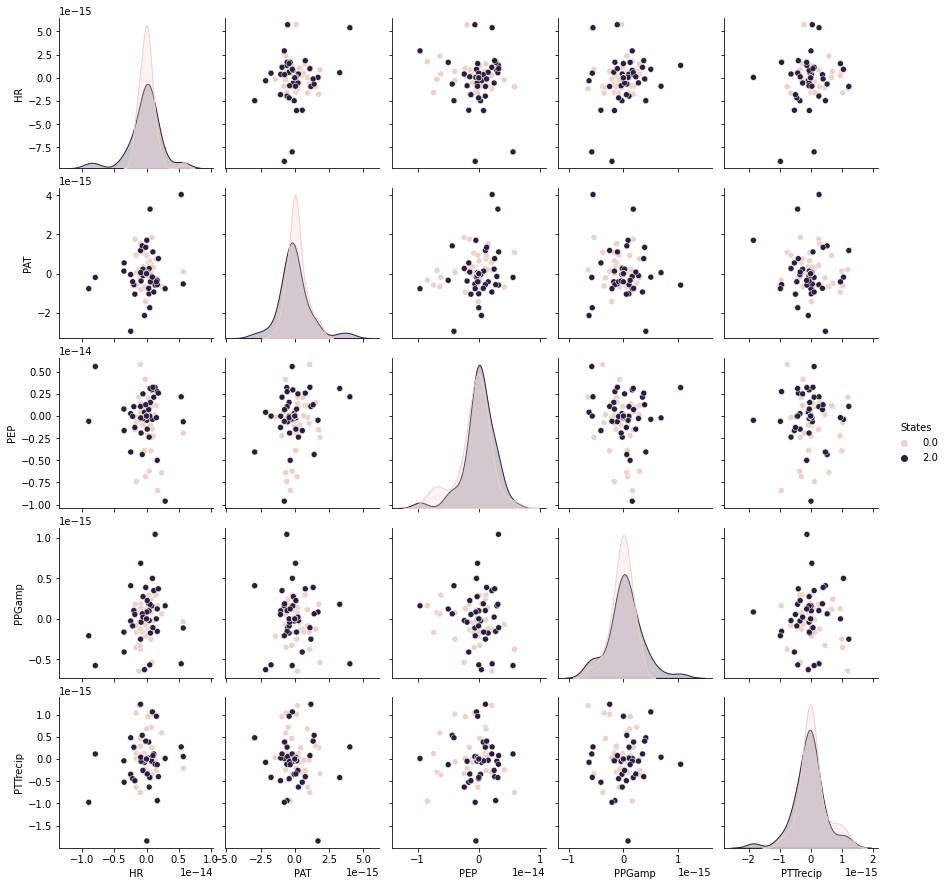 1e−15
5.0
2.5
0.0
−2.5
−5.0
−7.5
HR
1e−15
4
2
0
−2
PAT
1e−14
0.50
0.25
0.00
−0.25
−0.50
−0.75
−1.00
PEP
States
0.0
2.0
1e−15
1.0
0.5
0.0
−0.5
PPGamp
1e−15
1.0
0.5
0.0
−0.5
−1.0
−1.5
PTTrecip
−1.0 −0.5 0.0 0.5 1.0
HR 1e−14
−5.0 −2.5 0.0 2.5 5.0
PAT 1e−15
−1 0 1
PEP 1e−14
−1 0 1
PPGamp 1e−15
−2 −1 0 1 2
PTTrecip 1e−15